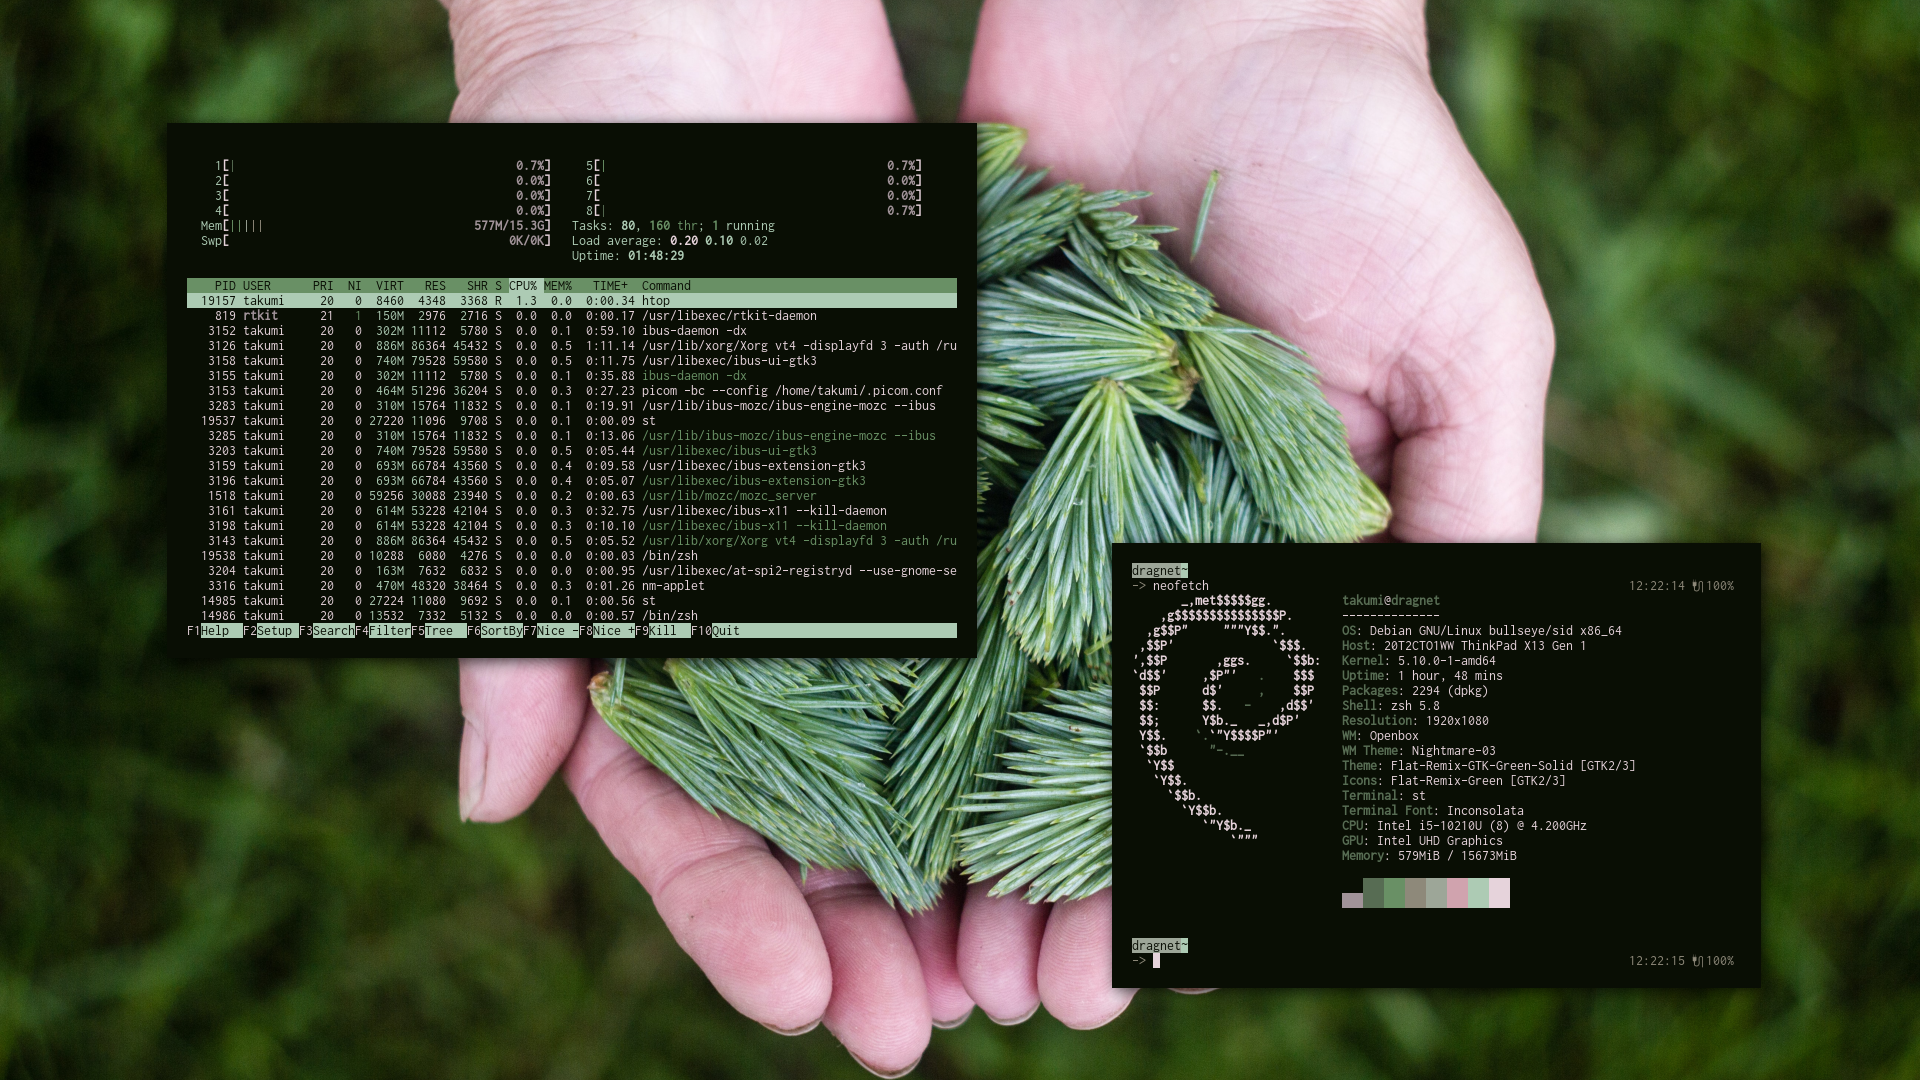 1[| 0.7%] 5[| 0.7%]
2[ 0.0%] 6[ 0.0%]
3[ 0.0%] 7[ 0.0%]
4[ 0.0%] 8[| 0.7%]
Mem[||||| 577M/15.3G] Tasks: 80, 160 thr; 1 running
Swp[ 0K/0K] Load average: 0.20 0.10 0.02
Uptime: 01:48:29
PID USER PRI NI VIRT RES SHR S CPU% MEM% TIME+ Command
19157 takumi 20 0 8460 4348 3368 R 1.3 0.0 0:00.34 htop
819 rtkit 21 1 150M 2976 2716 S 0.0 0.0 0:00.17 /usr/libexec/rtkit-daemon
3152 takumi 20 0 302M 11112 5780 S 0.0 0.1 0:59.10 ibus-daemon -dx
3126 takumi 20 0 886M 86364 45432 S 0.0 0.5 1:11.14 /usr/lib/xorg/Xorg vt4 -displayfd 3 -auth /ru
3158 takumi 20 0 740M 79528 59580 S 0.0 0.5 0:11.75 /usr/libexec/ibus-ui-gtk3
3155 takumi 20 0 302M 11112 5780 S 0.0 0.1 0:35.88 ibus-daemon -dx
3153 takumi 20 0 464M 51296 36204 S 0.0 0.3 0:27.23 picom -bc --config /home/takumi/.picom.conf
3283 takumi 20 0 310M 15764 11832 S 0.0 0.1 0:19.91 /usr/lib/ibus-mozc/ibus-engine-mozc --ibus
19537 takumi 20 0 27220 11096 9708 S 0.0 0.1 0:00.09 st
3285 takumi 20 0 310M 15764 11832 S 0.0 0.1 0:13.06 /usr/lib/ibus-mozc/ibus-engine-mozc --ibus
3203 takumi 20 0 740M 79528 59580 S 0.0 0.5 0:05.44 /usr/libexec/ibus-ui-gtk3
3159 takumi 20 0 693M 66784 43560 S 0.0 0.4 0:09.58 /usr/libexec/ibus-extension-gtk3
3196 takumi 20 0 693M 66784 43560 S 0.0 0.4 0:05.07 /usr/libexec/ibus-extension-gtk3
1518 takumi 20 0 59256 30088 23940 S 0.0 0.2 0:00.63 /usr/lib/mozc/mozc_server
3161 takumi 20 0 614M 53228 42104 S 0.0 0.3 0:32.75 /usr/libexec/ibus-x11 --kill-daemon
3198 takumi 20 0 614M 53228 42104 S 0.0 0.3 0:10.10 /usr/libexec/ibus-x11 --kill-daemon
3143 takumi 20 0 886M 86364 45432 S 0.0 0.5 0:05.52 /usr/lib/xorg/Xorg vt4 -displayfd 3 -auth /ru
19538 takumi 20 0 10288 6080 4276 S 0.0 0.0 0:00.03 /bin/zsh
3204 takumi 20 0 163M 7632 6832 S 0.0 0.0 0:00.95 /usr/libexec/at-spi2-registryd --use-gnome-se
3316 takumi 20 0 470M 48320 38464 S 0.0 0.3 0:01.26 nm-applet
14985 takumi 20 0 27224 11080 9692 S 0.0 0.1 0:00.56 st
14986 takumi 20 0 13532 7332 5132 S 0.0 0.0 0:00.57 /bin/zsh
F1Help F2Setup F3SearchF4FilterF5Tree F6SortByF7Nice -F8Nice +F9Kill F10Quit
dragnet~
-> neofetch 12:22:14 100%
_,met$$$$$gg. takumi@dragnet
,g$$$$$$$$$$$$$$$P. --------------
,g$$P" """Y$$.". OS: Debian GNU/Linux bullseye/sid x86_64
,$$P' `$$$. Host: 20T2CTO1WW ThinkPad X13 Gen 1
',$$P ,ggs. `$$b: Kernel: 5.10.0-1-amd64
`d$$' ,$P"' . $$$ Uptime: 1 hour, 48 mins
$$P d$' , $$P Packages: 2294 (dpkg)
$$: $$. - ,d$$' Shell: zsh 5.8
$$; Y$b._ _,d$P' Resolution: 1920x1080
Y$$. `.`"Y$$$$P"' WM: Openbox
`$$b "-.__ WM Theme: Nightmare-03
`Y$$ Theme: Flat-Remix-GTK-Green-Solid [GTK2/3]
`Y$$. Icons: Flat-Remix-Green [GTK2/3]
`$$b. Terminal: st
`Y$$b. Terminal Font: Inconsolata
`"Y$b._ CPU: Intel i5-10210U (8) @ 4.200GHz
`""" GPU: Intel UHD Graphics
Memory: 579MiB / 15673MiB
dragnet~
-> 12:22:15 100%